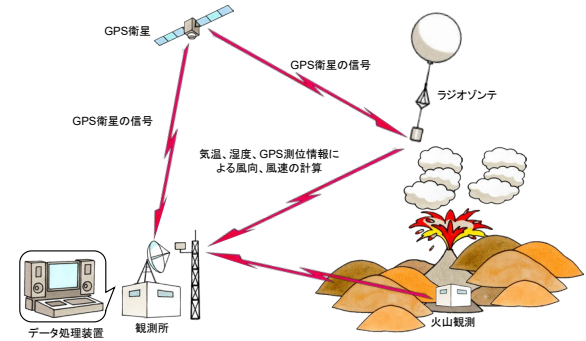 GPS衛星
GPS衛星の信号
ラジオゾンテ
GPS衛星の信号
気温、湿度、GPS測位情報に
よる風向、風速の計算
データ処理装置
観測所
火山観測